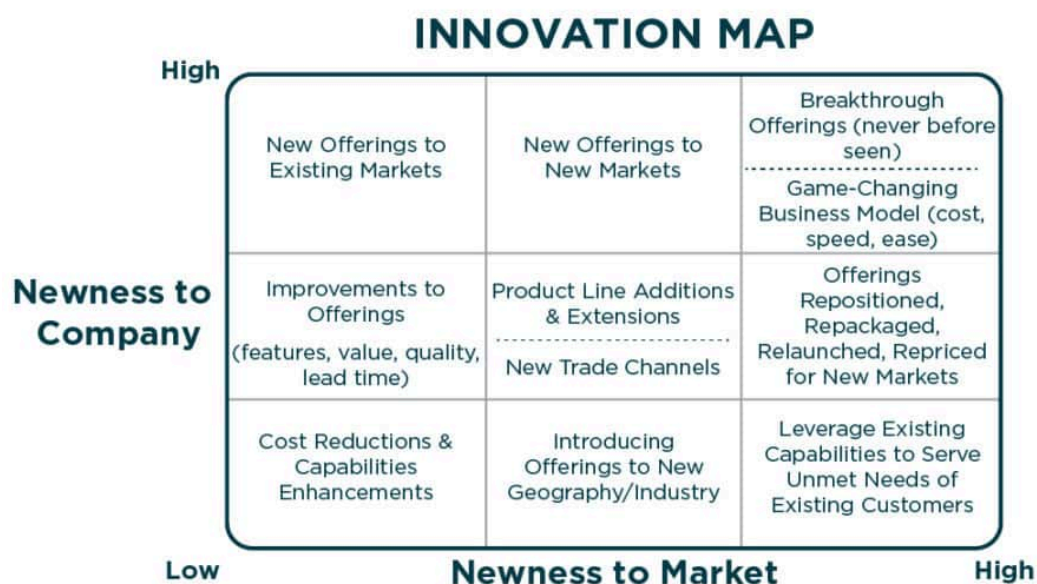 INNOVATION MAP
High
New Offerings to
Existing Markets
New Offerings to
New Markets
Breakthrough
Offerings (never before
seen)
Game-Changing
Business Model (cost,
speed, ease)
Newness to
Company
Improvements to
Offerings
(features, value, quality,
lead time)
Product Line Additions
& Extensions
New Trade Channels
Offerings
Repositioned,
Repackaged,
Relaunched, Repriced
for New Markets
Cost Reductions &
Capabilities
Enhancements
Introducing
Offerings to New
Geography/Industry
Leverage Existing
Capabilities to Serve
Unmet Needs of
Existing Customers
Low
Newness to Market
High